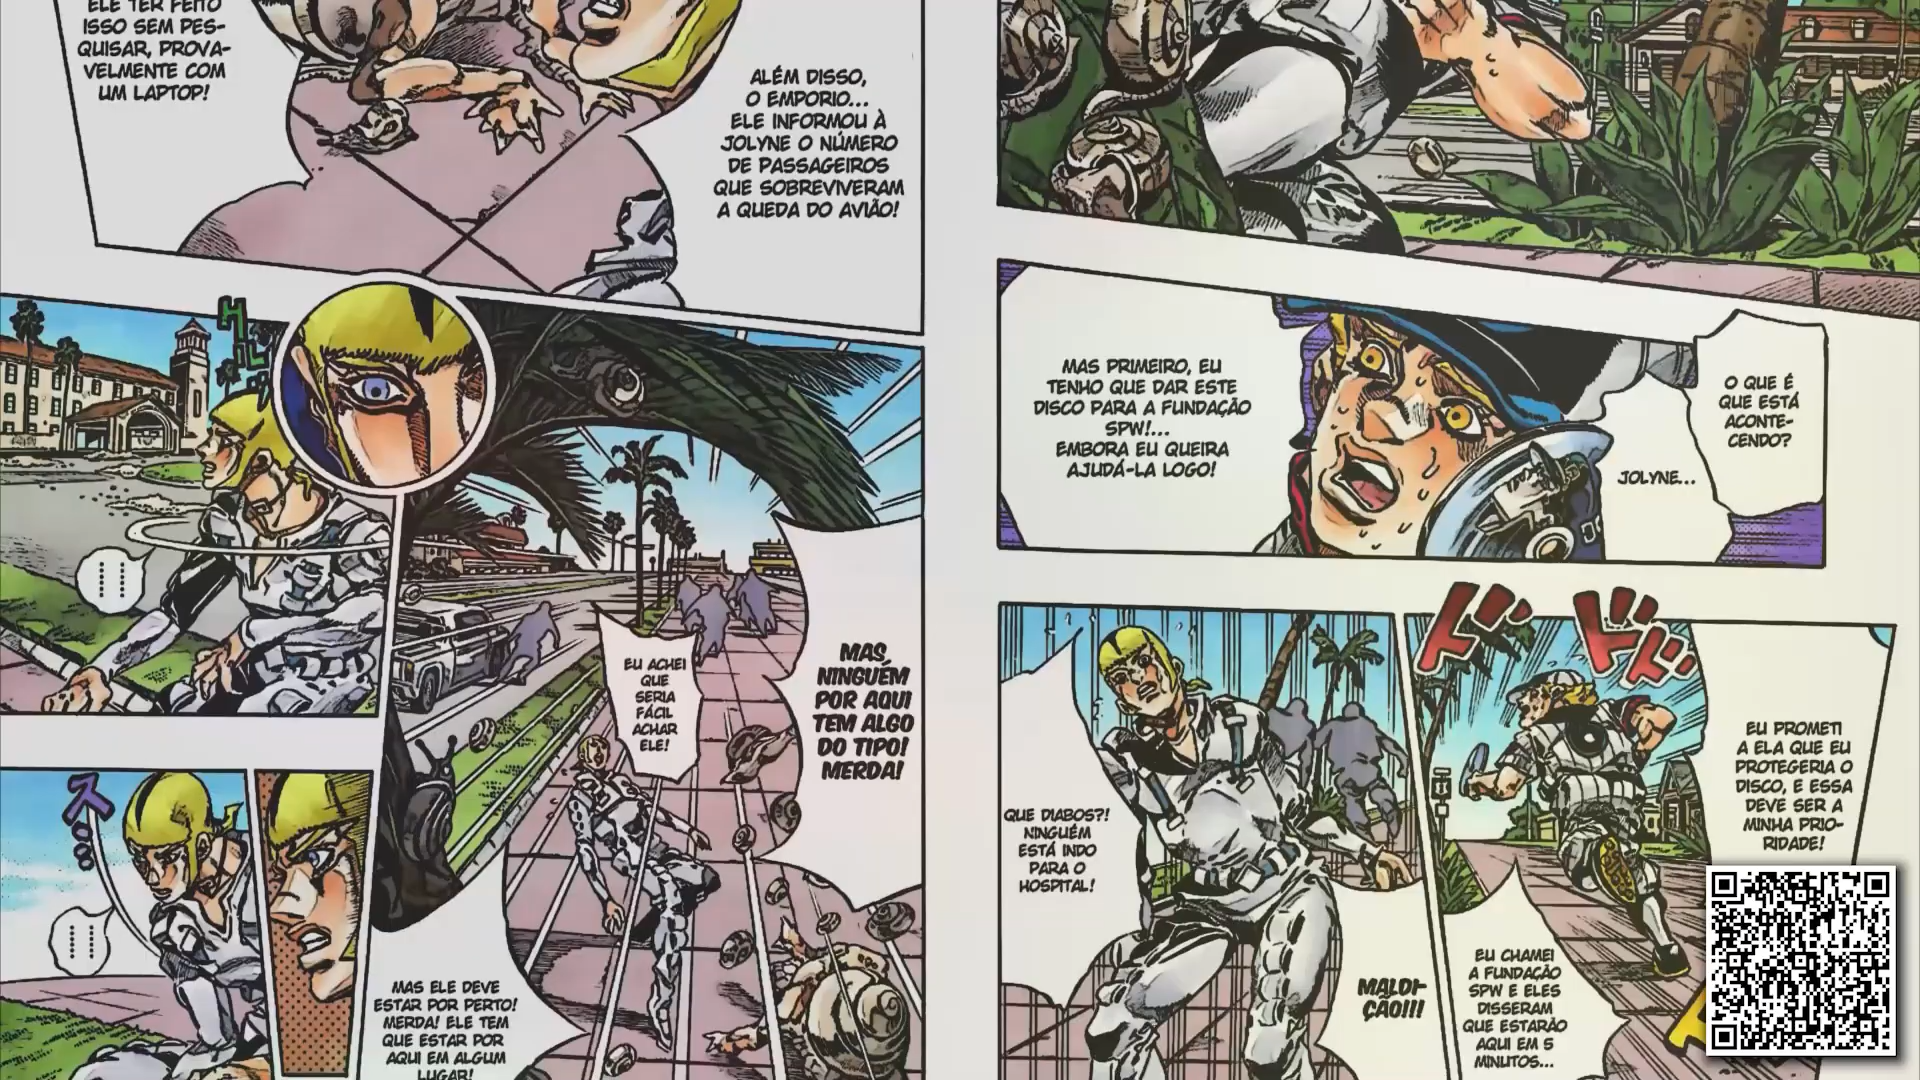 ELE TER FEITO
ISSO SEM PES-
QUISAR, PROVA-
VELMENTE COM
UM LAPTOP!
ALÉM DISSO,
O EMPORIO...
ELE INFORMOU À
JOLYNE O NÚMERO
DE PASSAGEIROS
QUE SOBREVIVERAM
A QUEDA DO AVIÃO!
EU ACHEI
QUE
SERIA
FÁCIL
ACHAR
ELE!
MAS
NINGUÉM
POR AQUI
TEM ALGO
DO TIPO!
MERDA!
ス...
MAS ELE DEVE
ESTAR POR PERTO!
MERDA! ELE TEM
QUE ESTAR POR
AQUI EM ALGUM
LUGAR!
MAS PRIMEIRO, EU
TENHO QUE DAR ESTE
DISCO PARA A FUNDAÇÃO
SPW!...
EMBORA EU QUEIRA
AJUDÁ-LA LOGO!
O QUE É
QUE ESTÁ
ACONTE-
CENDO?
JOLYNE...
QUE DIABOS?!
NINGUÉM
ESTÁ INDO
PARA O
HOSPITAL!
MALDI-
ÇÃO!!!
ドドド
EU PROMETI
A ELA QUE EU
PROTEGERIA O
DISCO, E ESSA
DEVE SER A
MINHA PRIO-
RIDADE!
EU CHAMEI
A FUNDAÇÃO
SPW E ELES
DISSERAM
QUE ESTARÃO
AQUI EM 5
MINUTOS...